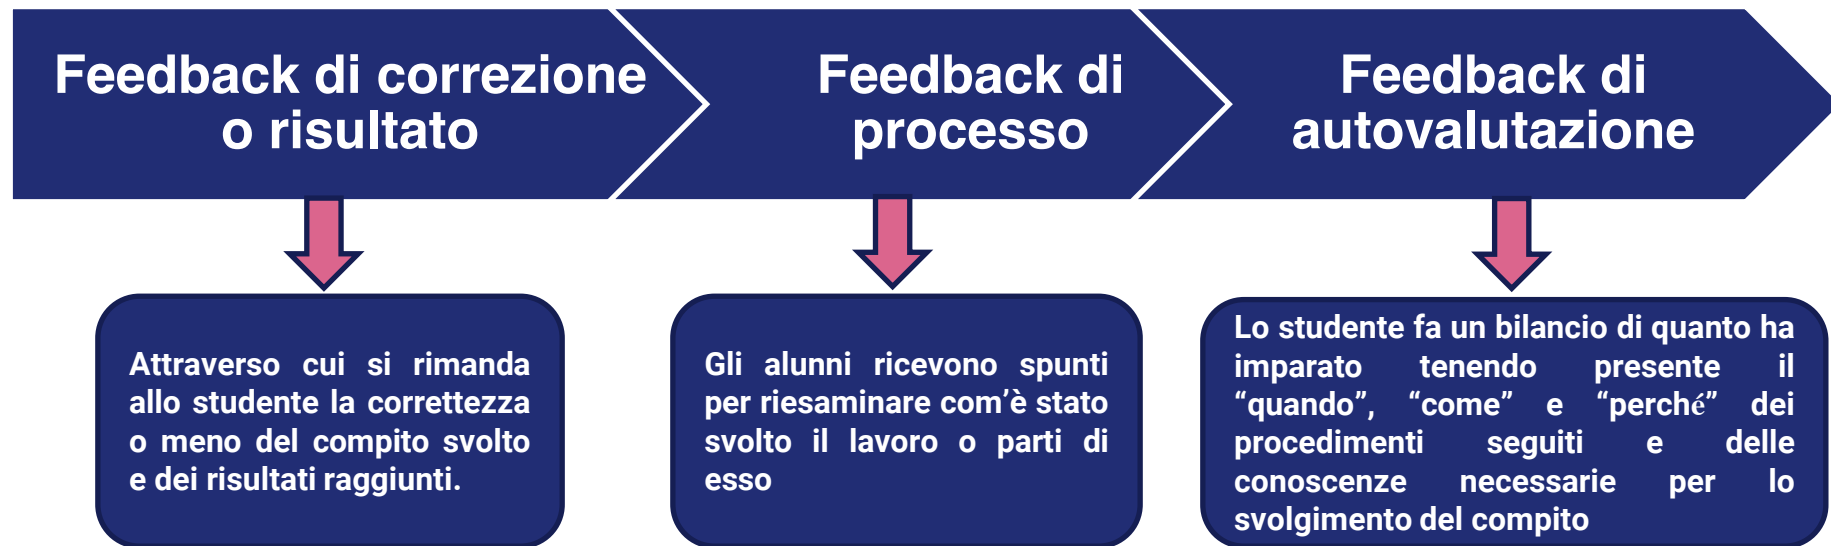 Feedback di correzione
o risultato
Feedback di
processo
Feedback di
autovalutazione
Attraverso cui si rimanda
allo studente la correttezza
o meno del compito svolto
e dei risultati raggiunti.
Gli alunni ricevono spunti
per riesaminare com’è stato
svolto il lavoro o parti di
esso
Lo studente fa un bilancio di quanto ha
imparato tenendo presente il
“quando”, “come” e “perché” dei
procedimenti seguiti e delle
conoscenze necessarie per lo
svolgimento del compito